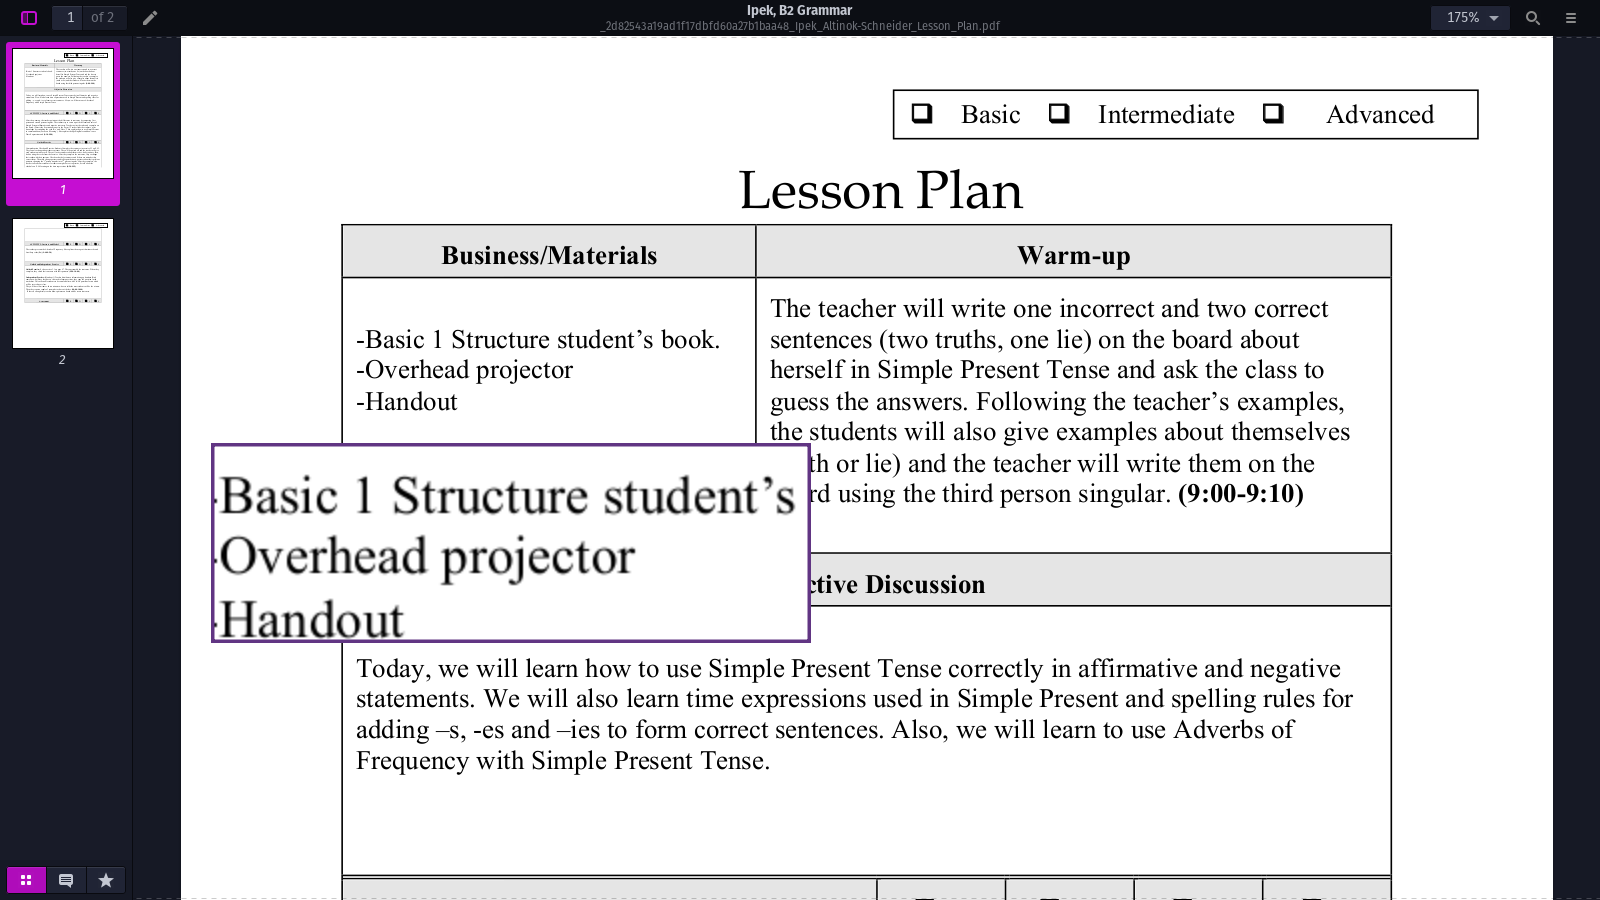 1 of 2
Ipek, B2 Grammar
_2d82543a19ad1f17dbfd60a27b1baa48_Ipek_Altinok-Schneider_Lesson_Plan.pdf
175%
1
2
Basic Intermediate Advanced
Lesson Plan
Business/Materials
-Basic 1 Structure student’s book.
-Overhead projector
-Handout
Warm-up
The teacher will write one incorrect and two correct
sentences (two truths, one lie) on the board about
herself in Simple Present Tense and ask the class to
guess the answers. Following the teacher’s examples,
the students will also give examples about themselves
th or lie) and the teacher will write them on the
rd using the third person singular. (9:00-9:10)
-Basic 1 Structure student’s
-Overhead projector
-Handout
ctive Discussion
Today, we will learn how to use Simple Present Tense correctly in affirmative and negative
statements. We will also learn time expressions used in Simple Present and spelling rules for
adding –s, -es and –ies to form correct sentences. Also, we will learn to use Adverbs of
Frequency with Simple Present Tense.